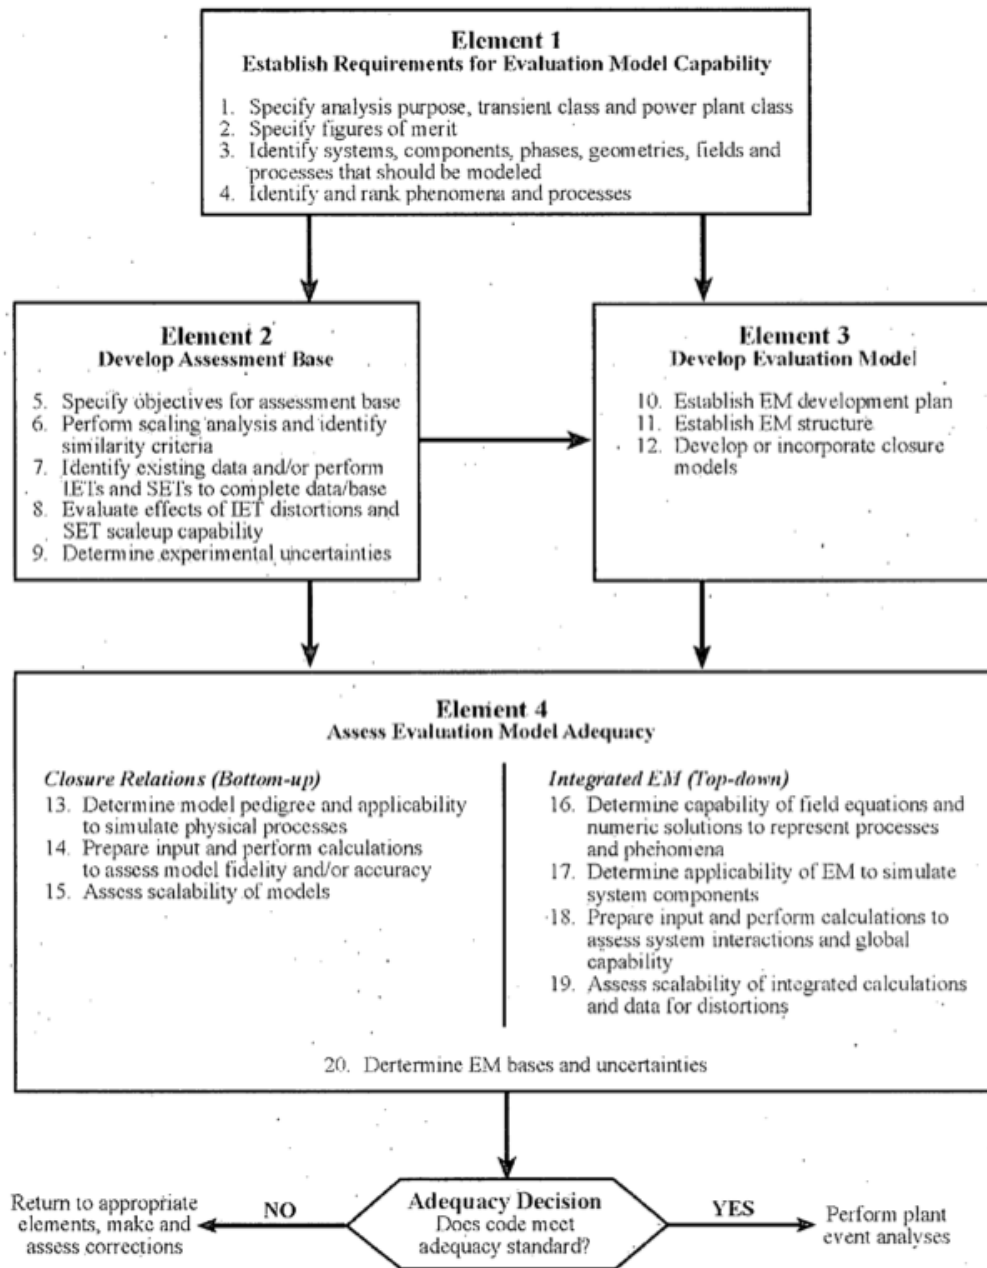 Element 1
Establish Requirements for Evaluation Model Capability
1. Specify analysis purpose, transient class and power plant class
2. Specify figures of merit
3. Identify systems, components, phases, geometries, fields and
processes that should be modeled
4. Identify and rank phenomena and processes
Element 2
Develop Assessment Base
5. Specify objectives for assessment base
6. Perform scaling analysis and identify
similarity criteria
7. Identify existing data and/or perform
IETs and SETs to complete data/base
8. Evaluate effects of IET distortions and
SET scaleup capability
9. Determine experimental uncertainties
Element 3
Develop Evaluation Model
10. Establish EM development plan
11. Establish EM structure
12. Develop or incorporate closure
models
Element 4
Assess Evaluation Model Adequacy
Closure Relations (Bottom-up)
13. Determine model pedigree and applicability
to simulate physical processes
14. Prepare input and perform calculations
to assess model fidelity and/or accuracy
15. Assess scalability of models
Integrated EM (Top-down)
16. Determine capability of field equations and
numeric solutions to represent processes
and phenomena
17. Determine applicability of EM to simulate
system components
18. Prepare input and perform calculations to
assess system interactions and global
capability
19. Assess scalability of integrated calculations
and data for distortions
20. Dertermine EM bases and uncertainties
Adequacy Decision
Does code meet
adequacy standard?
NO
Return to appropriate
elements, make and
assess corrections
YES
Perform plant
event analyses